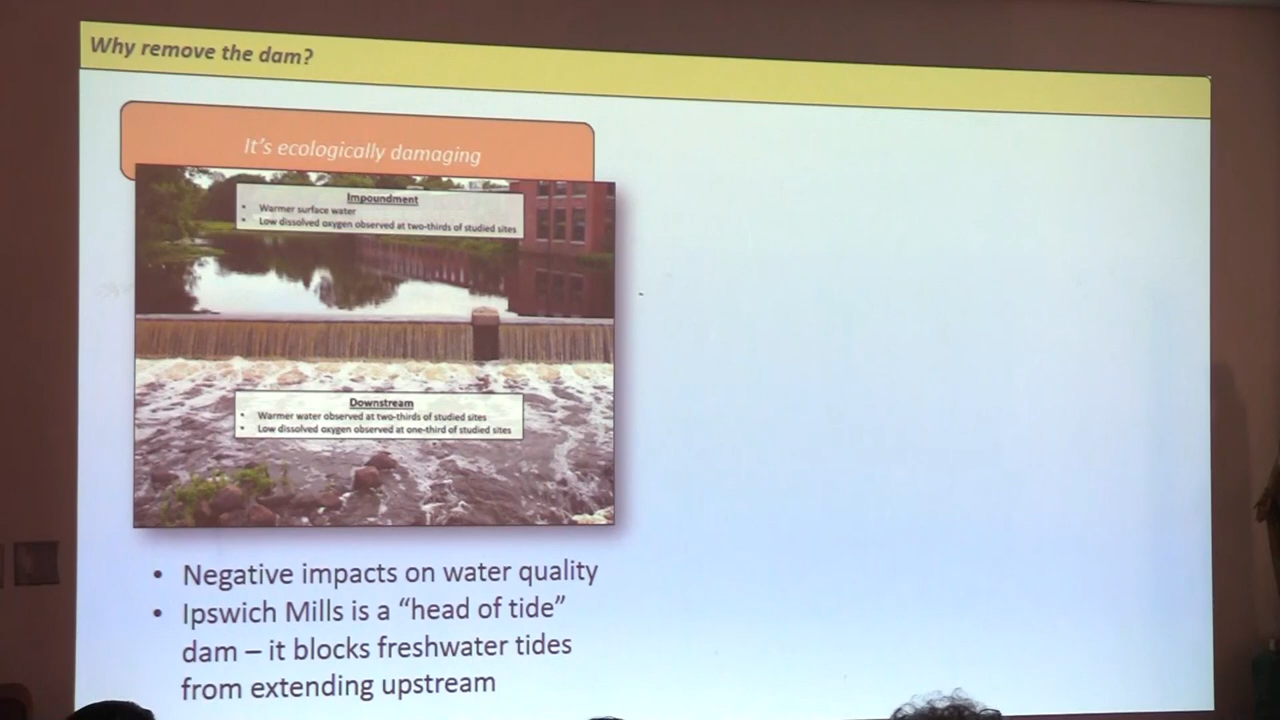 Why remove the dam?
It's ecologically damaging
Impoundment
• Warmer surface water
• Low dissolved oxygen observed at two-thirds of studied sites
Downstream
• Warmer water observed at two-thirds of studied sites
• Low dissolved oxygen observed at one-third of studied sites
• Negative impacts on water quality
• Ipswich Mills is a “head of tide”
dam – it blocks freshwater tides
from extending upstream